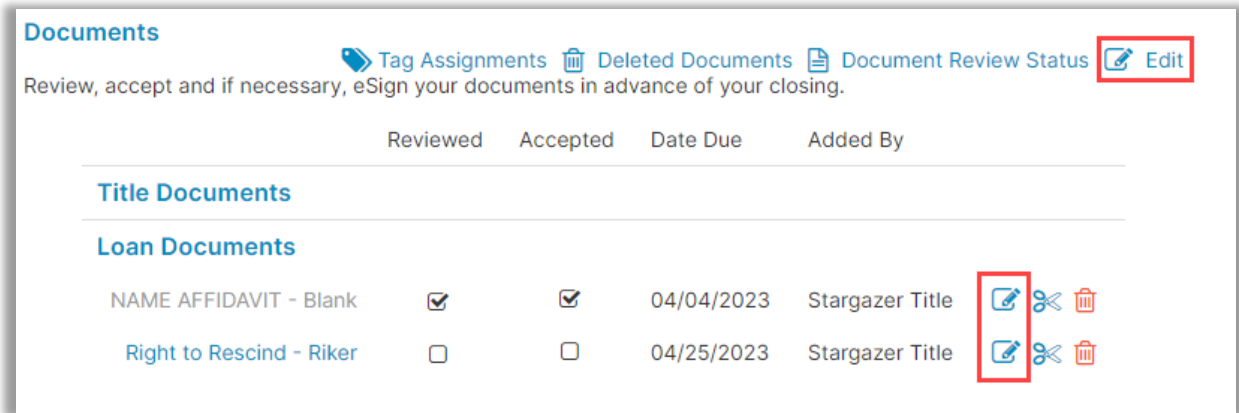 Documents
Tag Assignments Deleted Documents Document Review Status Edit
Review, accept and if necessary, eSign your documents in advance of your closing.
Reviewed Accepted Date Due Added By
Title Documents
Loan Documents
NAME AFFIDAVIT - Blank 04/04/2023 Stargazer Title
Right to Rescind - Riker 04/25/2023 Stargazer Title